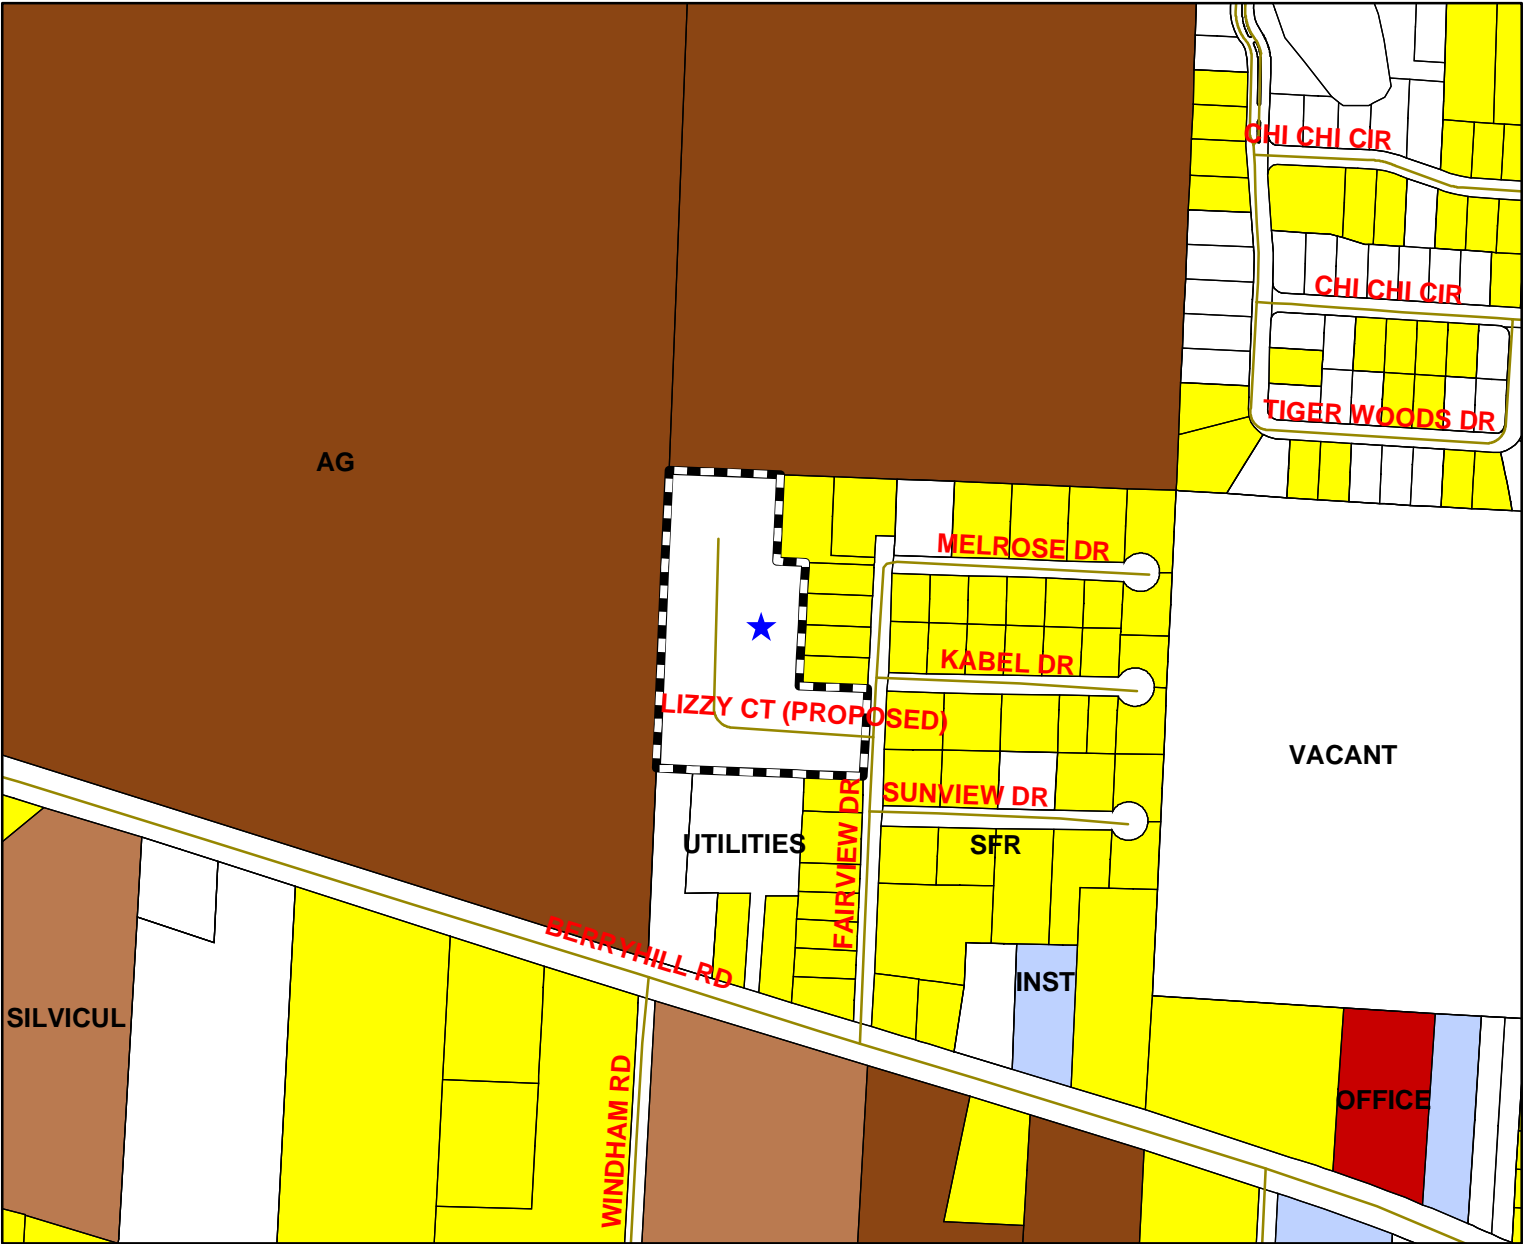 CHI CHI CIR
CHI CHI CIR
TIGER WOODS DR
AG
MELROSE DR
KABEL DR
LIZZY CT (PROPOSED)
VACANT
SUNVIEW DR
UTILITIES
SFR
FAIRVIEW DR
BERRYHILL RD
INST
SILVICUL
OFFICE
WINDHAM RD